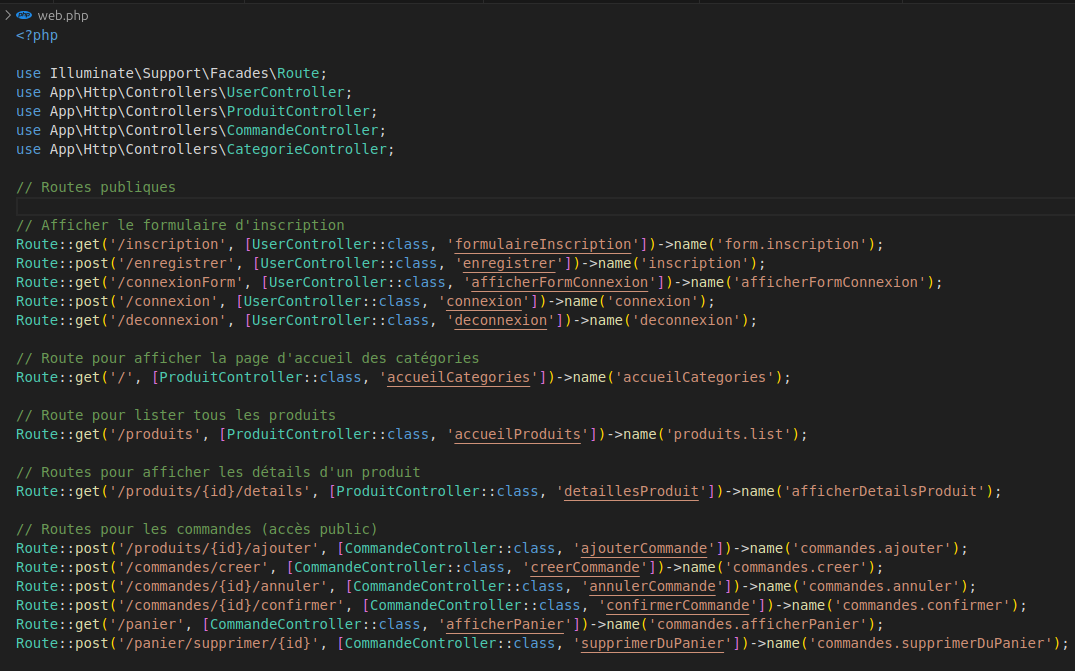 php web.php
<?php
use Illuminate\Support\Facades\Route;
use App\Http\Controllers\UserController;
use App\Http\Controllers\ProduitController;
use App\Http\Controllers\CommandeController;
use App\Http\Controllers\CategorieController;
// Routes publiques
// Afficher le formulaire d'inscription
Route::get('/inscription', [UserController::class, 'formulaireInscription'])->name('form.inscription');
Route::post('/enregistrer', [UserController::class, 'enregistrer'])->name('inscription');
Route::get('/connexionForm', [UserController::class, 'afficherFormConnexion'])->name('afficherFormConnexion');
Route::post('/connexion', [UserController::class, 'connexion'])->name('connexion');
Route::get('/deconnexion', [UserController::class, 'deconnexion'])->name('deconnexion');
// Route pour afficher la page d'accueil des catégories
Route::get('/', [ProduitController::class, 'accueilCategories'])->name('accueilCategories');
// Route pour lister tous les produits
Route::get('/produits', [ProduitController::class, 'accueilProduits'])->name('produits.list');
// Routes pour afficher les détails d'un produit
Route::get('/produits/{id}/details', [ProduitController::class, 'detaillesProduit'])->name('afficherDetailsProduit');
// Routes pour les commandes (accès public)
Route::post('/produits/{id}/ajouter', [CommandeController::class, 'ajouterCommande'])->name('commandes.ajouter');
Route::post('/commandes/creer', [CommandeController::class, 'creerCommande'])->name('commandes.creer');
Route::post('/commandes/{id}/annuler', [CommandeController::class, 'annulerCommande'])->name('commandes.annuler');
Route::post('/commandes/{id}/confirmer', [CommandeController::class, 'confirmerCommande'])->name('commandes.confirmer');
Route::get('/panier', [CommandeController::class, 'afficherPanier'])->name('commandes.afficherPanier');
Route::post('/panier/supprimer/{id}', [CommandeController::class, 'supprimerDuPanier'])->name('commandes.supprimerDuPanier');